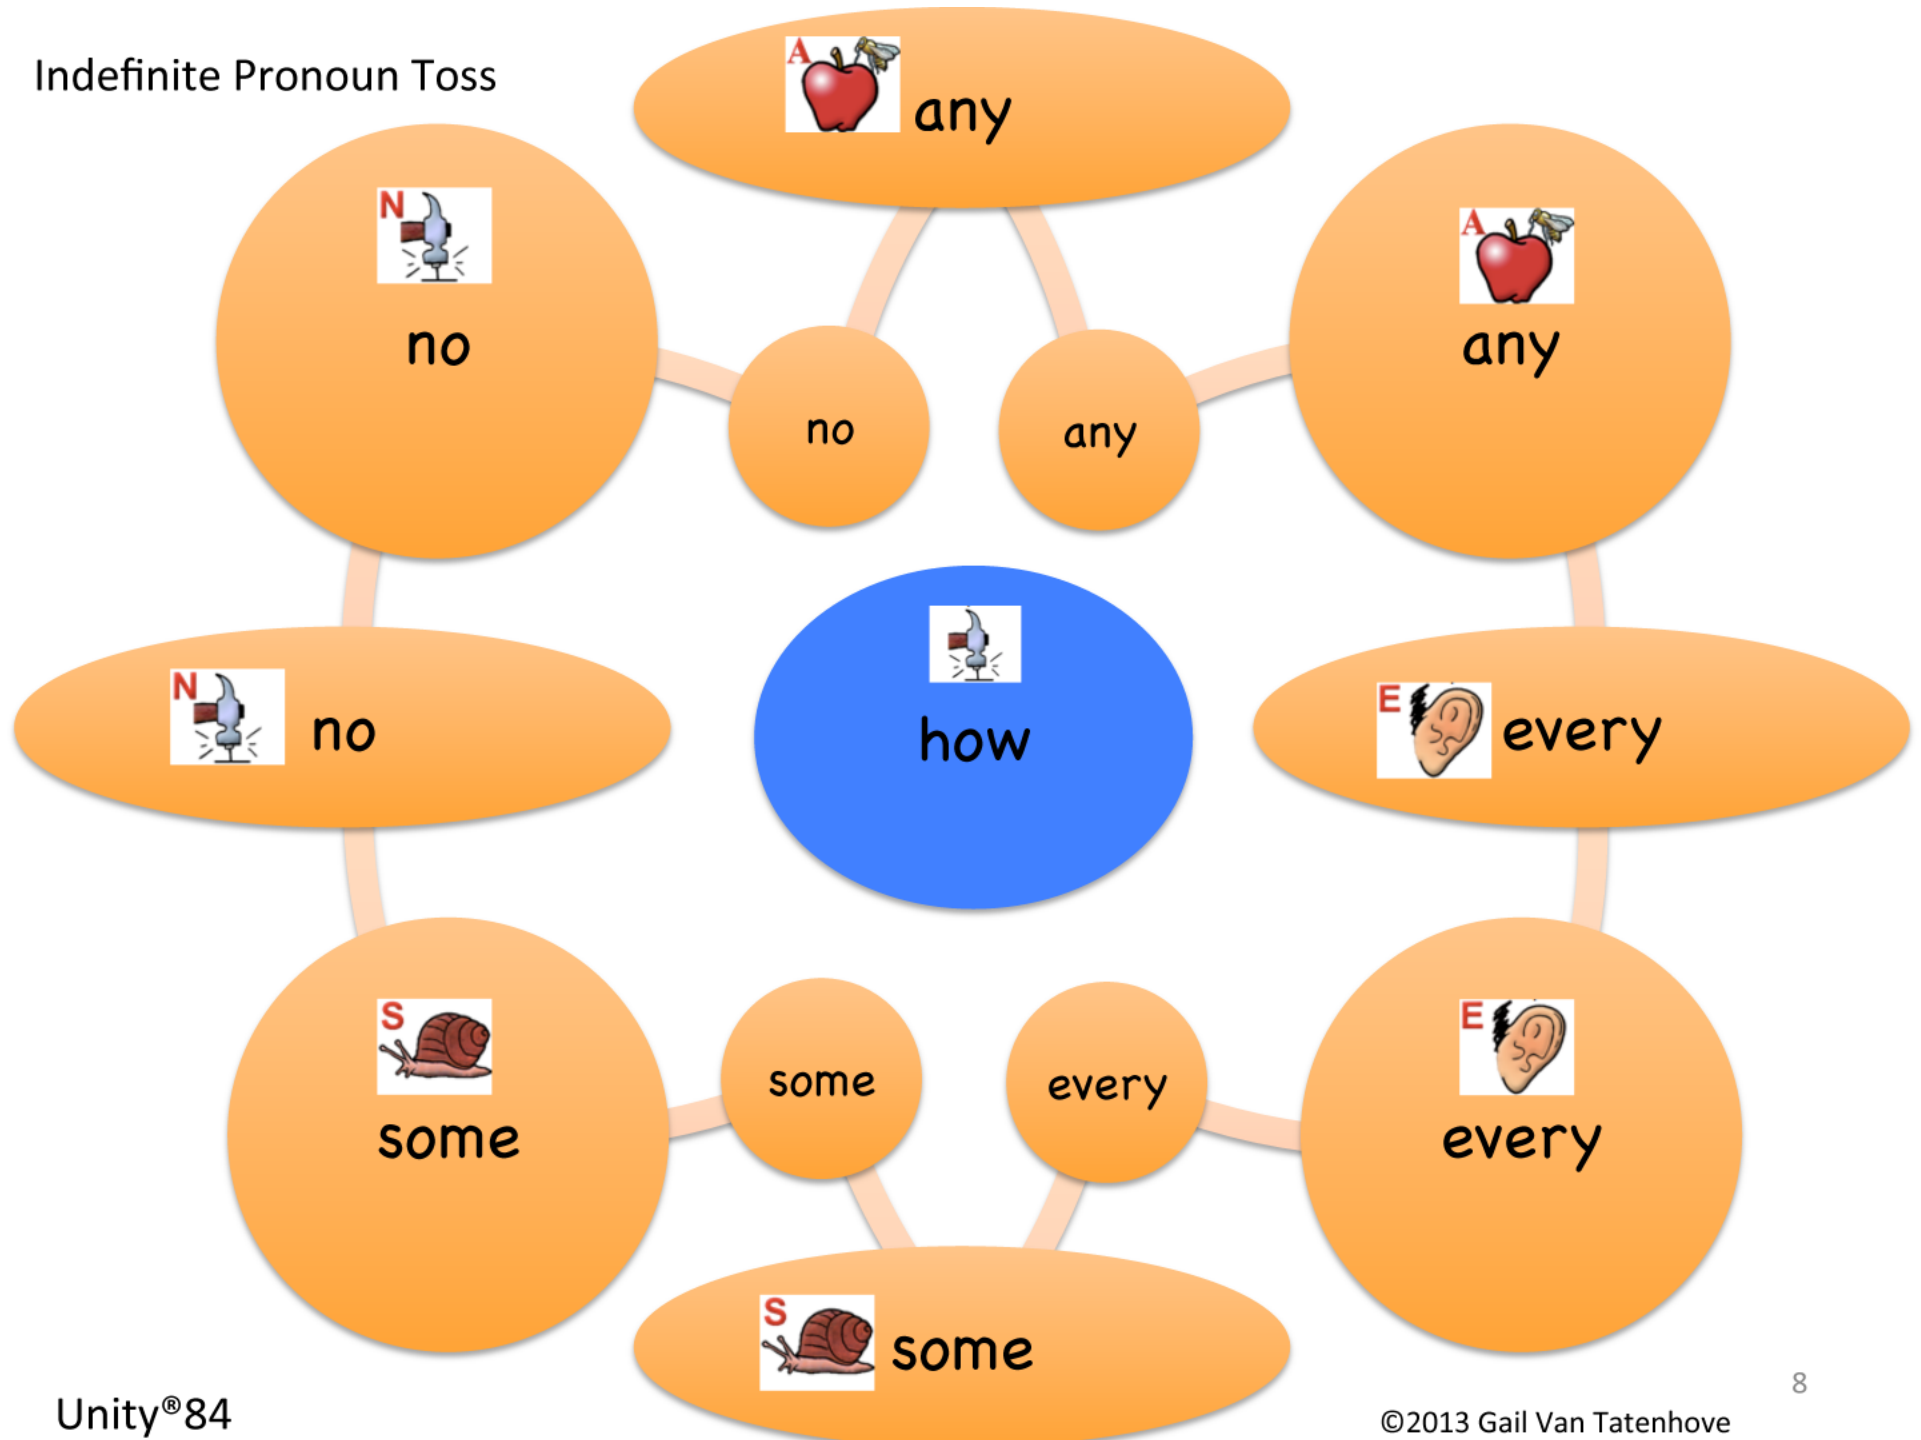 Indefinite Pronoun Toss
A
any
N
no
A
any
no
any
how
N
no
E
every
S
some
some
every
E
every
S
some
8
Unity®84
©2013 Gail Van Tatenhove